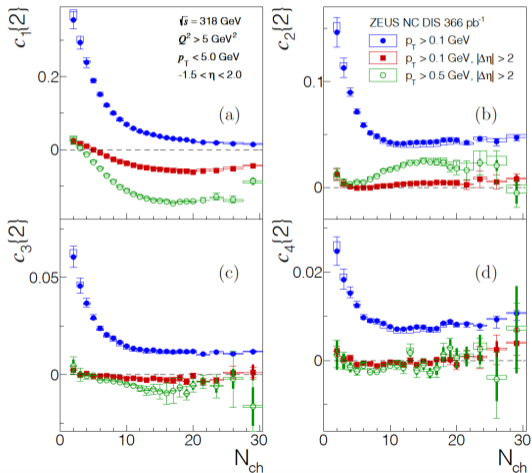 ZEUS NC DIS 366 pb⁻¹
√s = 318 GeV
Q² > 5 GeV²
p_T < 5.0 GeV
-1.5 < η < 2.0
p_T > 0.1 GeV
p_T > 0.1 GeV, |Δη| > 2
p_T > 0.5 GeV, |Δη| > 2
c₁{2}
0.2
0
(a)
c₂{2}
0.1
0
(b)
c₃{2}
0.05
0
(c)
c₄{2}
0.02
0
(d)
0 10 20 30
N_ch
0 10 20 30
N_ch